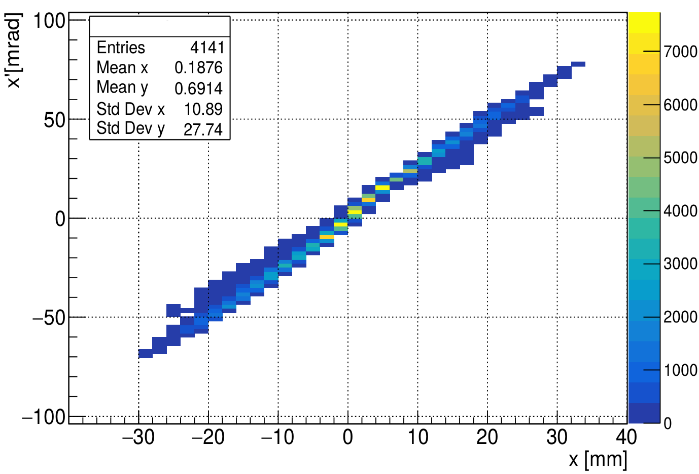 x'[mrad]
100
50
0
−50
−100
Entries 4141
Mean x 0.1876
Mean y 0.6914
Std Dev x 10.89
Std Dev y 27.74
7000
6000
5000
4000
3000
2000
1000
0
−30 −20 −10 0 10 20 30 40
x [mm]